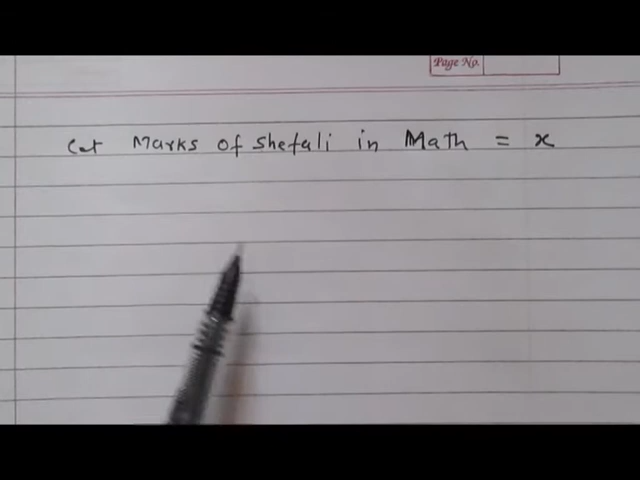 Page No.
Let Marks of shefali in Math = x